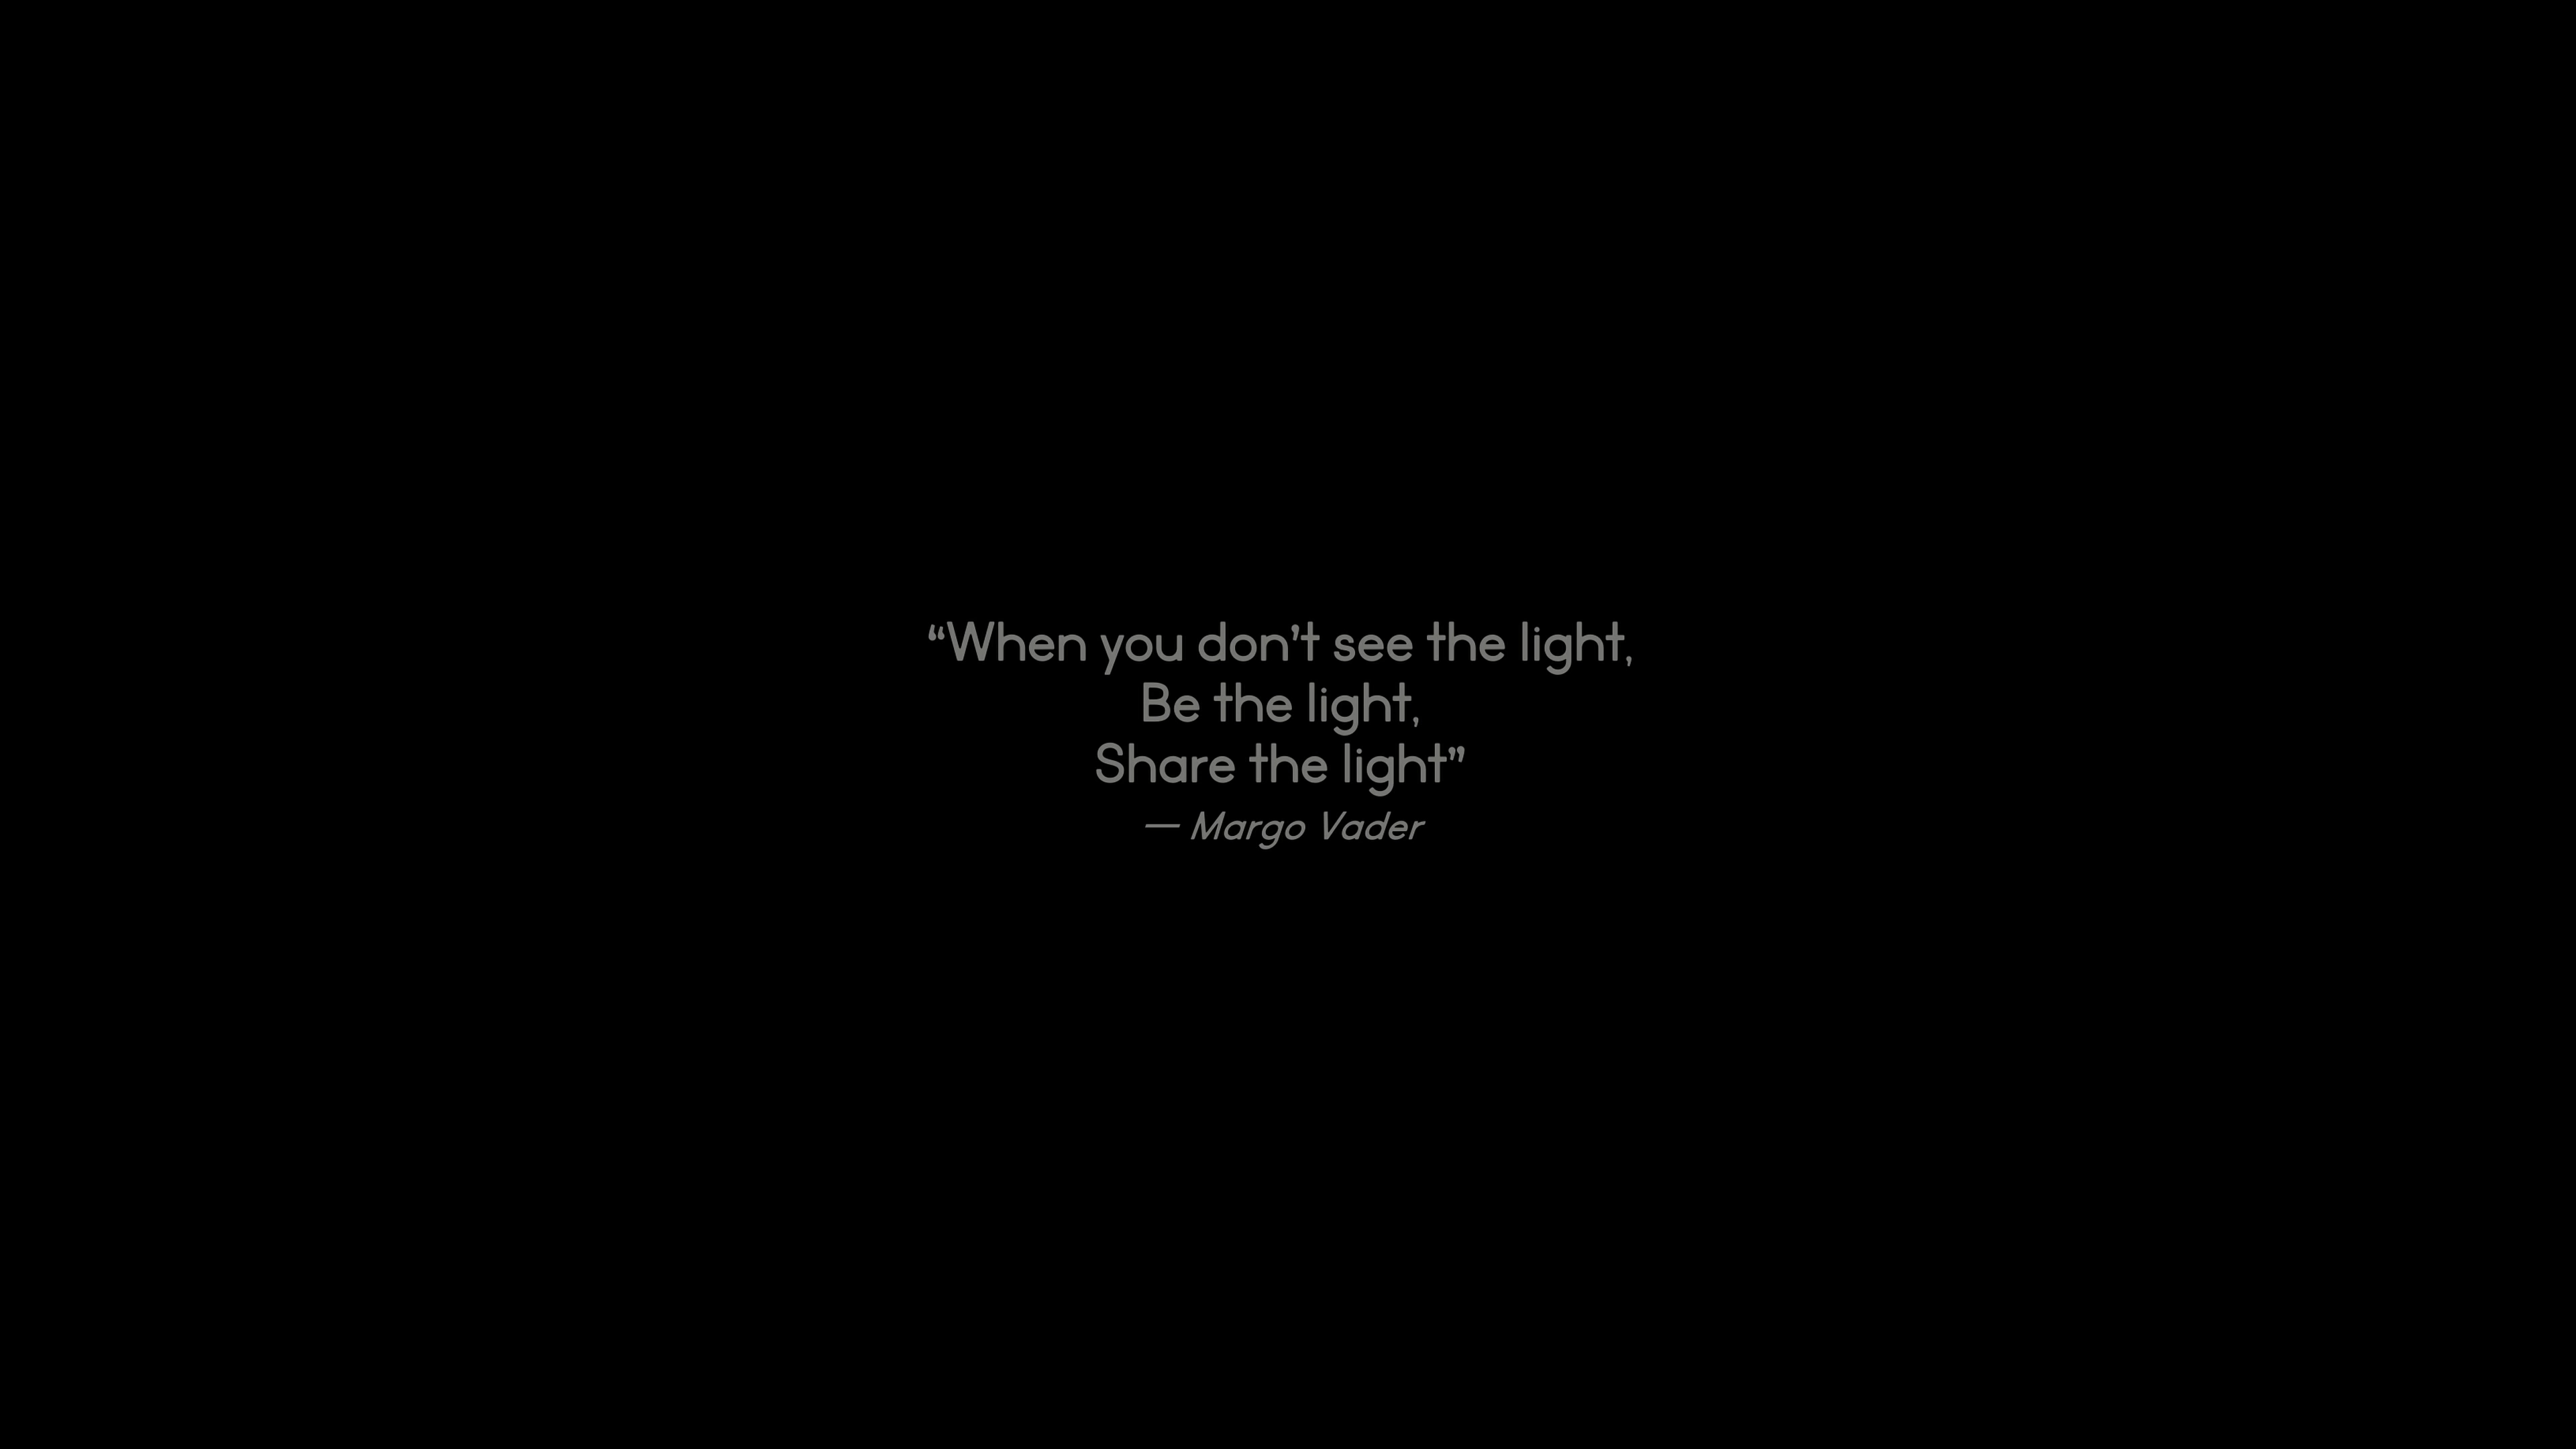 “When you don’t see the light,
Be the light,
Share the light”
— Margo Vader